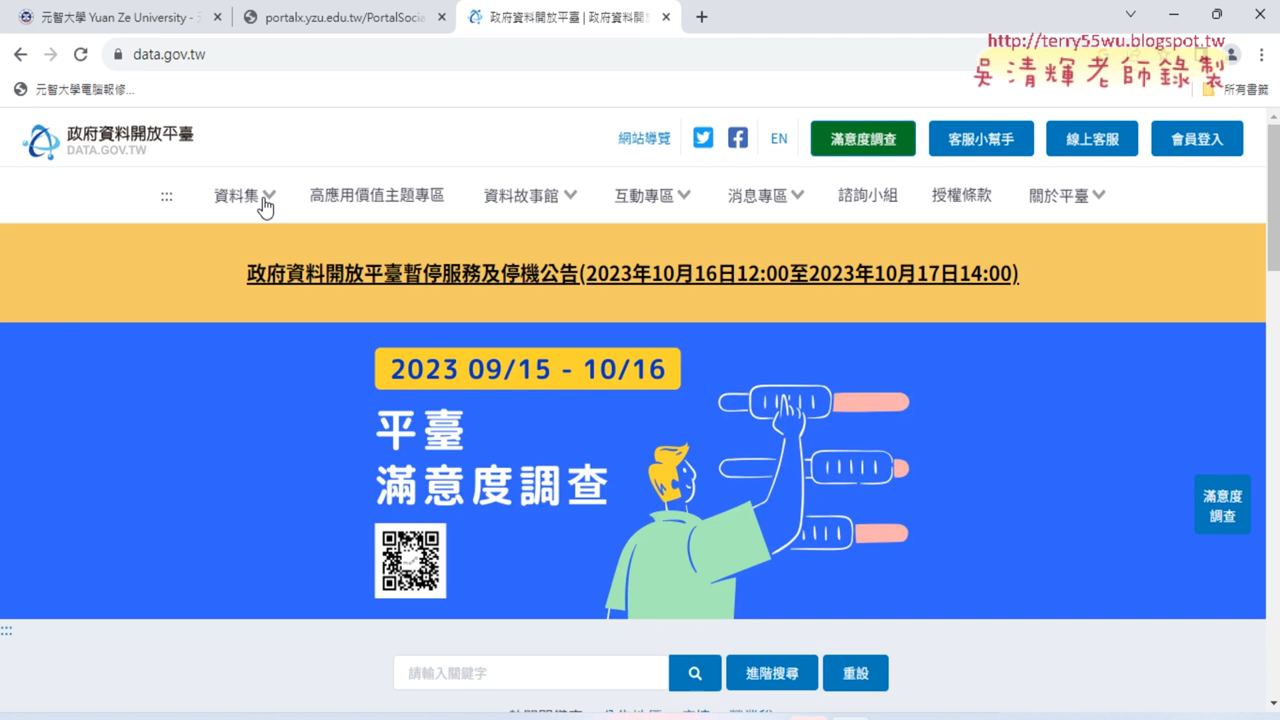 元智大學 Yuan Ze University -
portalx.yzu.edu.tw/PortalSocia
政府資料開放平臺 | 政府資料開
data.gov.tw
http://terry55wu.blogspot.tw
吳清輝老師錄製
元智大學電腦報修...
所有書籤
政府資料開放平臺
DATA.GOV.TW
網站導覽
EN
滿意度調查
客服小幫手
線上客服
會員登入
:::
資料集
高應用價值主題專區
資料故事館
互動專區
消息專區
諮詢小組
授權條款
關於平臺
政府資料開放平臺暫停服務及停機公告(2023年10月16日12:00至2023年10月17日14:00)
2023 09/15 - 10/16
平臺
滿意度調查
滿意度
調查
:::
請輸入關鍵字
進階搜尋
重設